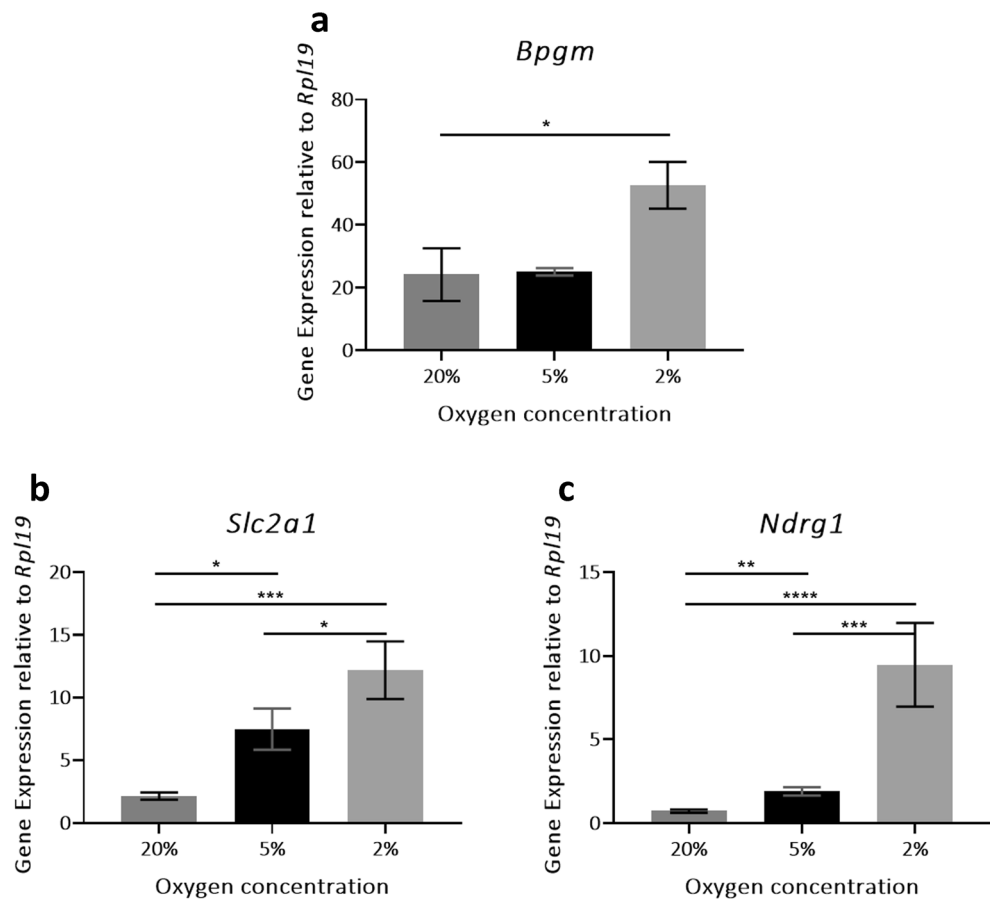 a
Bpgm
Gene Expression relative to Rpl19
80
60
40
20
0
*
20%
5%
2%
Oxygen concentration
b
Slc2a1
Gene Expression relative to Rpl19
20
15
10
5
0
*
***
*
20%
5%
2%
Oxygen concentration
c
Ndrg1
Gene Expression relative to Rpl19
15
10
5
0
**
****
***
20%
5%
2%
Oxygen concentration